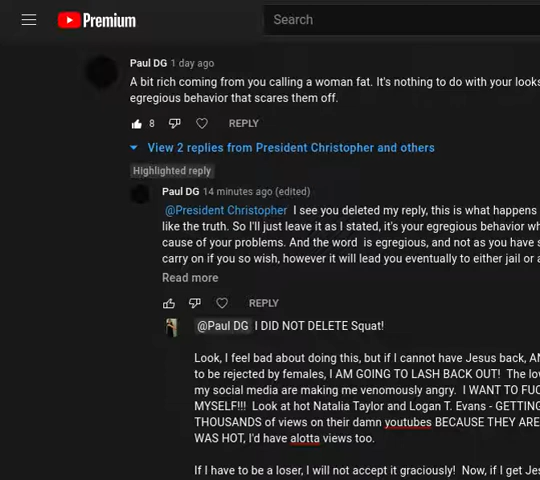 Premium
Search
Paul DG 1 day ago
A bit rich coming from you calling a woman fat. It's nothing to do with your looks
egregious behavior that scares them off.
8 REPLY
View 2 replies from President Christopher and others
Highlighted reply
Paul DG 14 minutes ago (edited)
@President Christopher I see you deleted my reply, this is what happens
like the truth. So I'll just leave it as I stated, it's your egregious behavior
cause of your problems. And the word is egregious, and not as you have
carry on if you so wish, however it will lead you eventually to either jail or
Read more
REPLY
@Paul DG I DID NOT DELETE Squat!
Look, I feel bad about doing this, but if I cannot have Jesus back,
to be rejected by females, I AM GOING TO LASH BACK OUT! The
my social media are making me venomously angry. I WANT TO
MYSELF!!! Look at hot Natalia Taylor and Logan T. Evans - GETTING
THOUSANDS of views on their damn youtubes BECAUSE THEY ARE
WAS HOT, I'd have alotta views too.
If I have to be a loser, I will not accept it graciously! Now, if I get